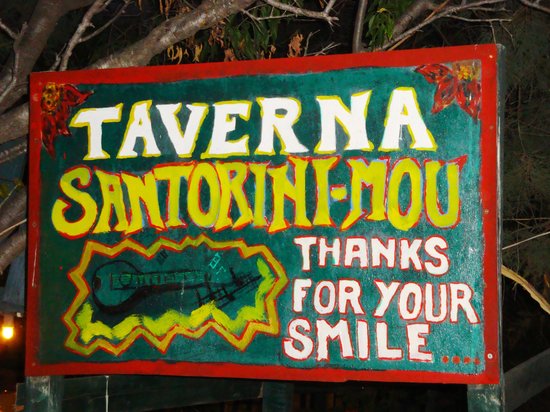 TAVERNA
SANTORINI-MOU
THANKS
FOR YOUR
SMILE....